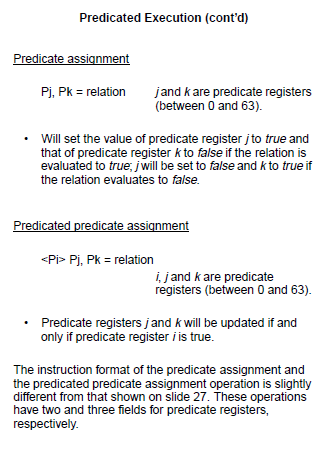 Predicated Execution (cont'd)
Predicate assignment
Pj, Pk = relation j and k are predicate registers
(between 0 and 63).
• Will set the value of predicate register j to true and
that of predicate register k to false if the relation is
evaluated to true; j will be set to false and k to true if
the relation evaluates to false.
Predicated predicate assignment
<Pi> Pj, Pk = relation
i, j and k are predicate
registers (between 0 and 63).
• Predicate registers j and k will be updated if and
only if predicate register i is true.
The instruction format of the predicate assignment and
the predicated predicate assignment operation is slightly
different from that shown on slide 27. These operations
have two and three fields for predicate registers,
respectively.